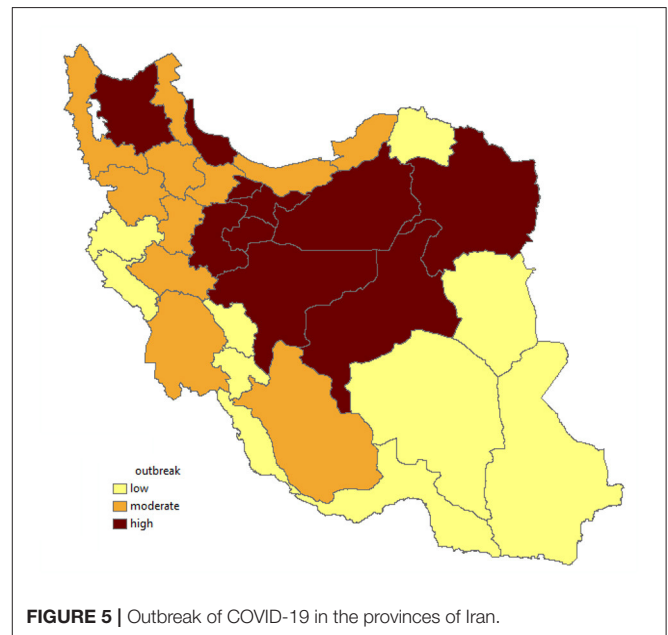 outbreak
low
moderate
high
FIGURE 5 | Outbreak of COVID-19 in the provinces of Iran.